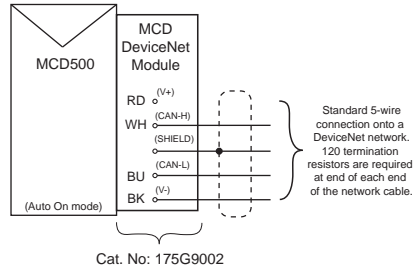 MCD500
(Auto On mode)
MCD
DeviceNet
Module
RD (V+)
WH (CAN-H)
(SHIELD)
BU (CAN-L)
BK (V-)
Standard 5-wire
connection onto a
DeviceNet network.
120 termination
resistors are required
at end of each end
of the network cable.
Cat. No: 175G9002